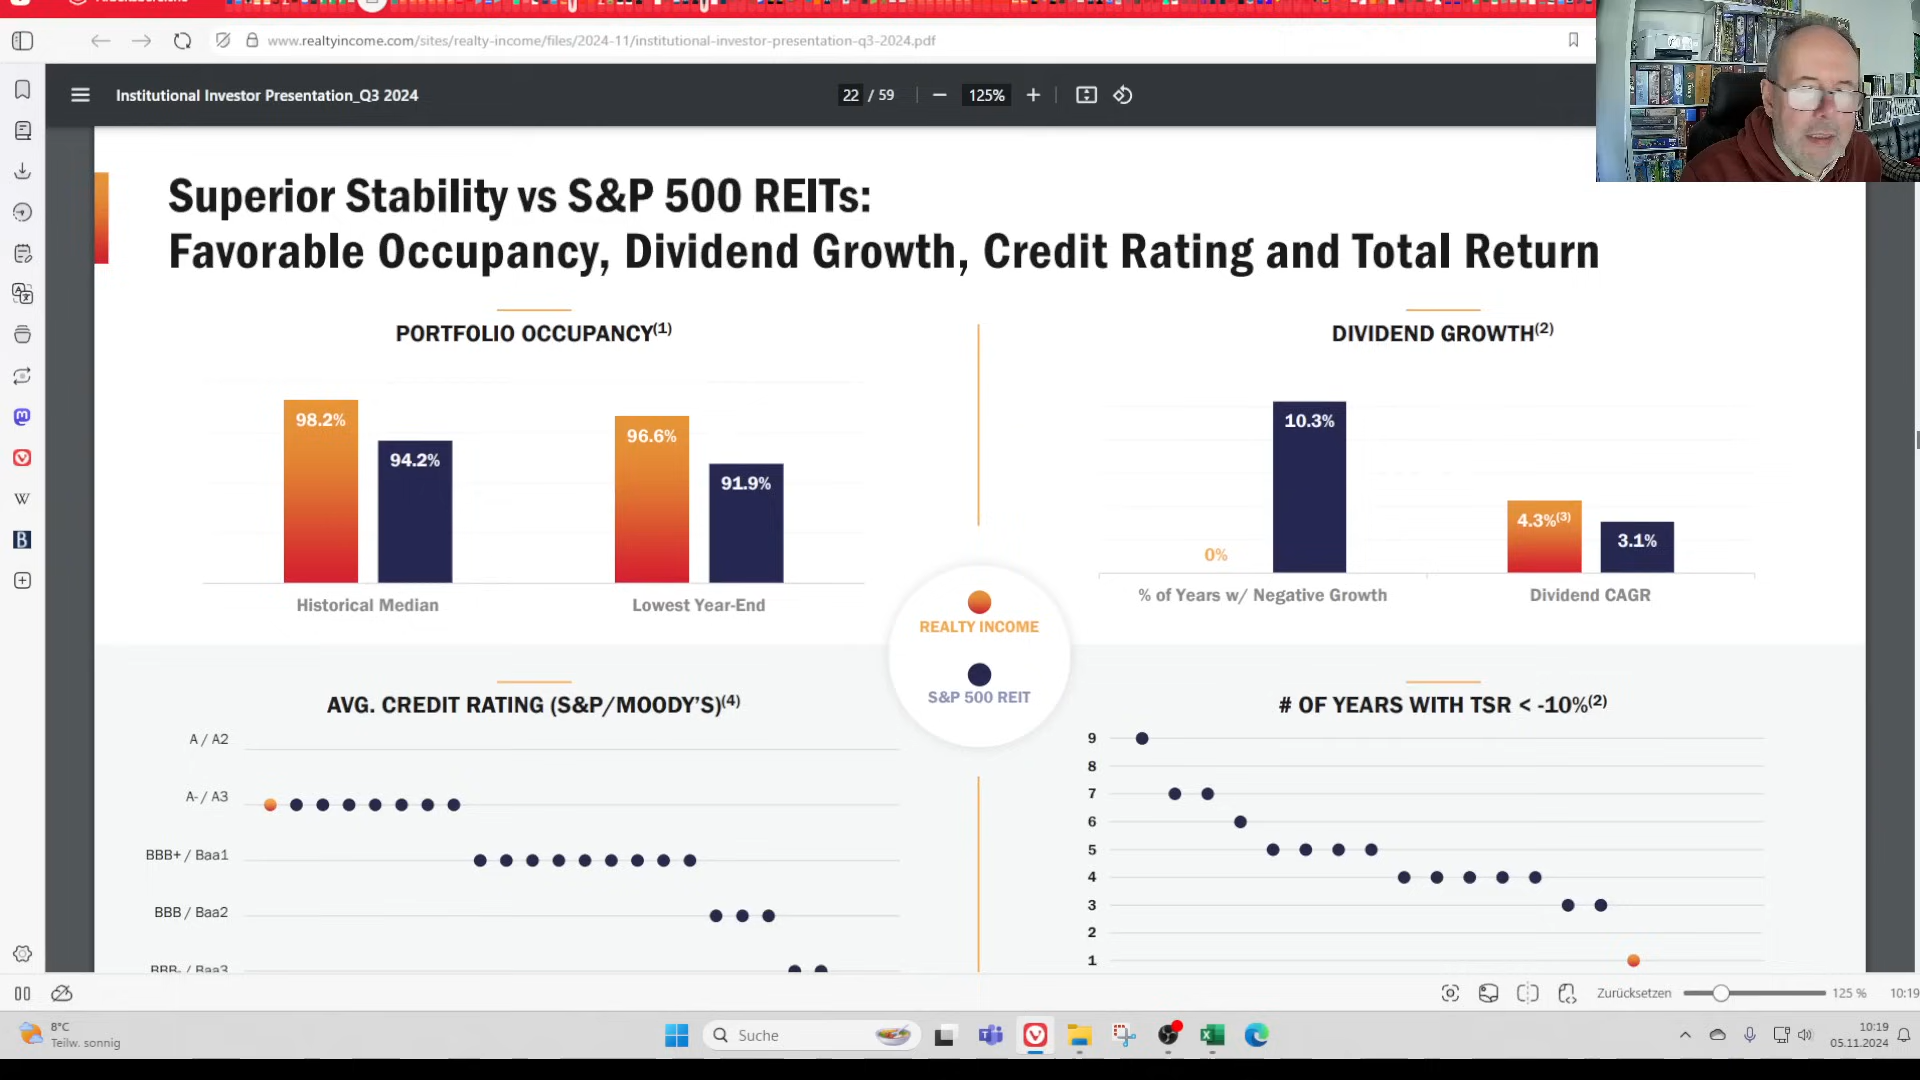 www.realtyincome.com/sites/realty-income/files/2024-11/institutional-investor-presentation-q3-2024.pdf
Institutional Investor Presentation_Q3 2024
22 / 59
125%
Superior Stability vs S&P 500 REITs:
Favorable Occupancy, Dividend Growth, Credit Rating and Total Return
PORTFOLIO OCCUPANCY(1)
98.2%
94.2%
96.6%
91.9%
Historical Median
Lowest Year-End
DIVIDEND GROWTH(2)
0%
10.3%
4.3%(3)
3.1%
% of Years w/ Negative Growth
Dividend CAGR
REALTY INCOME
S&P 500 REIT
AVG. CREDIT RATING (S&P/MOODY'S)(4)
A / A2
A- / A3
BBB+ / Baa1
BBB / Baa2
BBB- / Baa3
# OF YEARS WITH TSR < -10%(2)
9
8
7
6
5
4
3
2
1
Zurücksetzen
125 %
10:19
8°C
Teilw. sonnig
Suche
10:19
05.11.2024